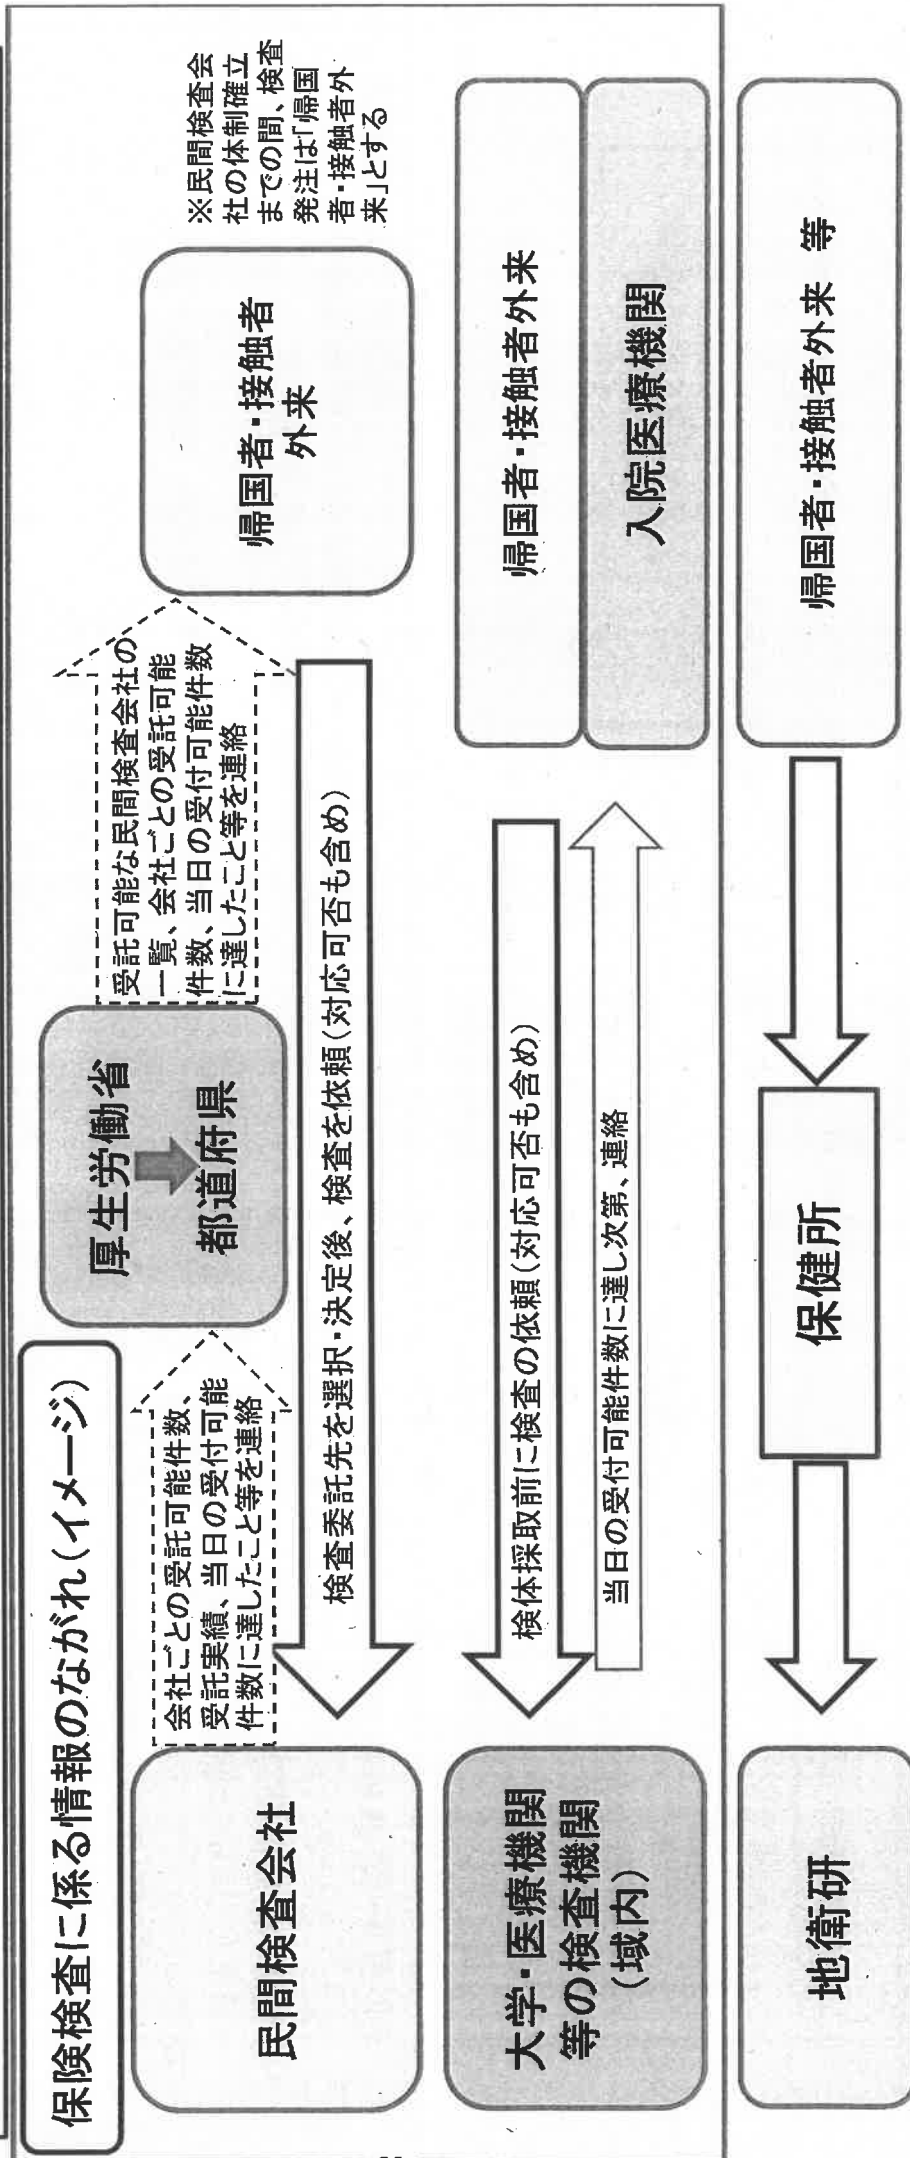 保険検査に係る情報のながれ(イメージ)
民間検査会社
会社ごとの受託可能件数、
受託実績、当日の受付可能
件数に達したこと等を連絡
厚生労働省
都道府県
受託可能な民間検査会社の
一覧、会社ごとの受託可能
件数、当日の受付可能件数
に達したこと等を連絡
帰国者・接触者
外来
※民間検査会
社の体制確立
までの間、検査
発注は「帰国
者・接触者外
来」とする
検査委託先を選択・決定後、検査を依頼(対応可否も含め)
大学・医療機関
等の検査機関
(域内)
検体採取前に検査の依頼(対応可否も含め)
当日の受付可能件数に達し次第、連絡
帰国者・接触者外来
入院医療機関
地衛研
保健所
帰国者・接触者外来 等